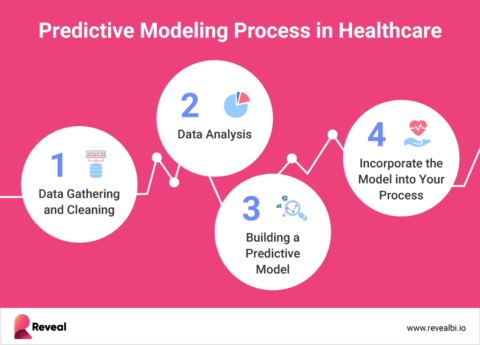 Predictive Modeling Process in Healthcare
1
Data Gathering
and Cleaning
2
Data Analysis
3
Building a
Predictive
Model
4
Incorporate the
Model into Your
Process
Reveal
www.revealbi.io